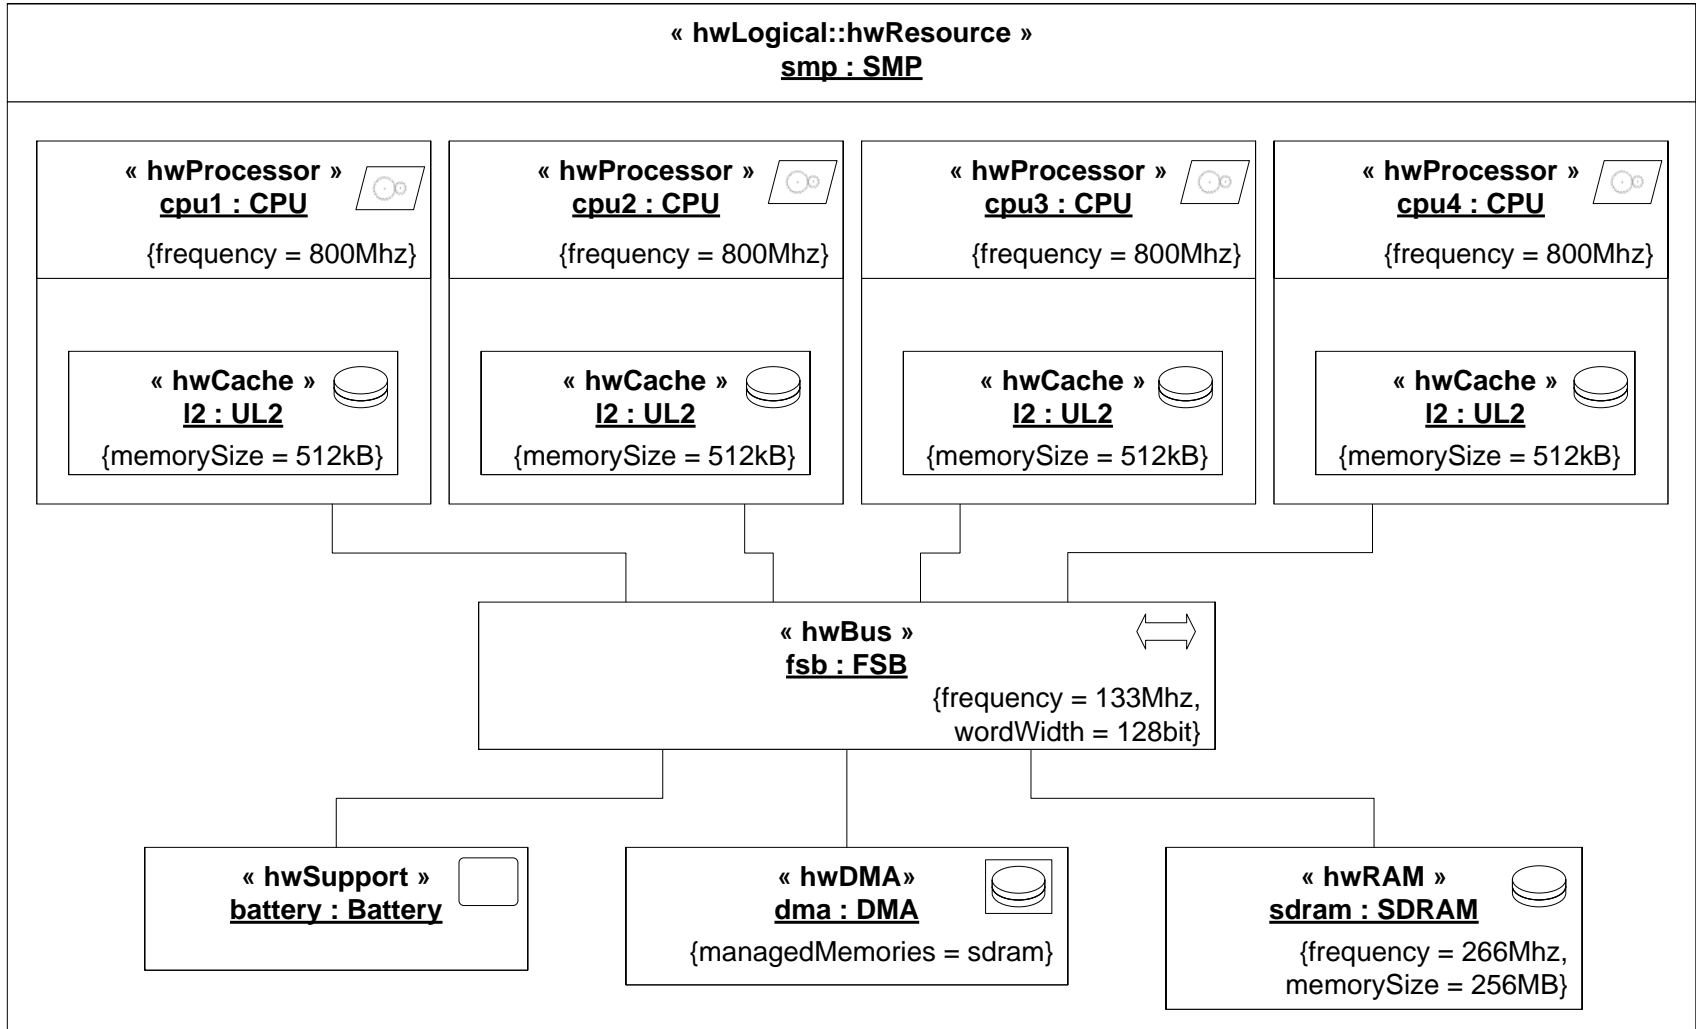 « hwLogical::hwResource »
smp : SMP
« hwProcessor »
cpu1 : CPU
{frequency = 800Mhz}
« hwCache »
l2 : UL2
{memorySize = 512kB}
« hwProcessor »
cpu2 : CPU
{frequency = 800Mhz}
« hwCache »
l2 : UL2
{memorySize = 512kB}
« hwProcessor »
cpu3 : CPU
{frequency = 800Mhz}
« hwCache »
l2 : UL2
{memorySize = 512kB}
« hwProcessor »
cpu4 : CPU
{frequency = 800Mhz}
« hwCache »
l2 : UL2
{memorySize = 512kB}
« hwBus »
fsb : FSB
{frequency = 133Mhz,
wordWidth = 128bit}
« hwSupport »
battery : Battery
« hwDMA»
dma : DMA
{managedMemories = sdram}
« hwRAM »
sdram : SDRAM
{frequency = 266Mhz,
memorySize = 256MB}